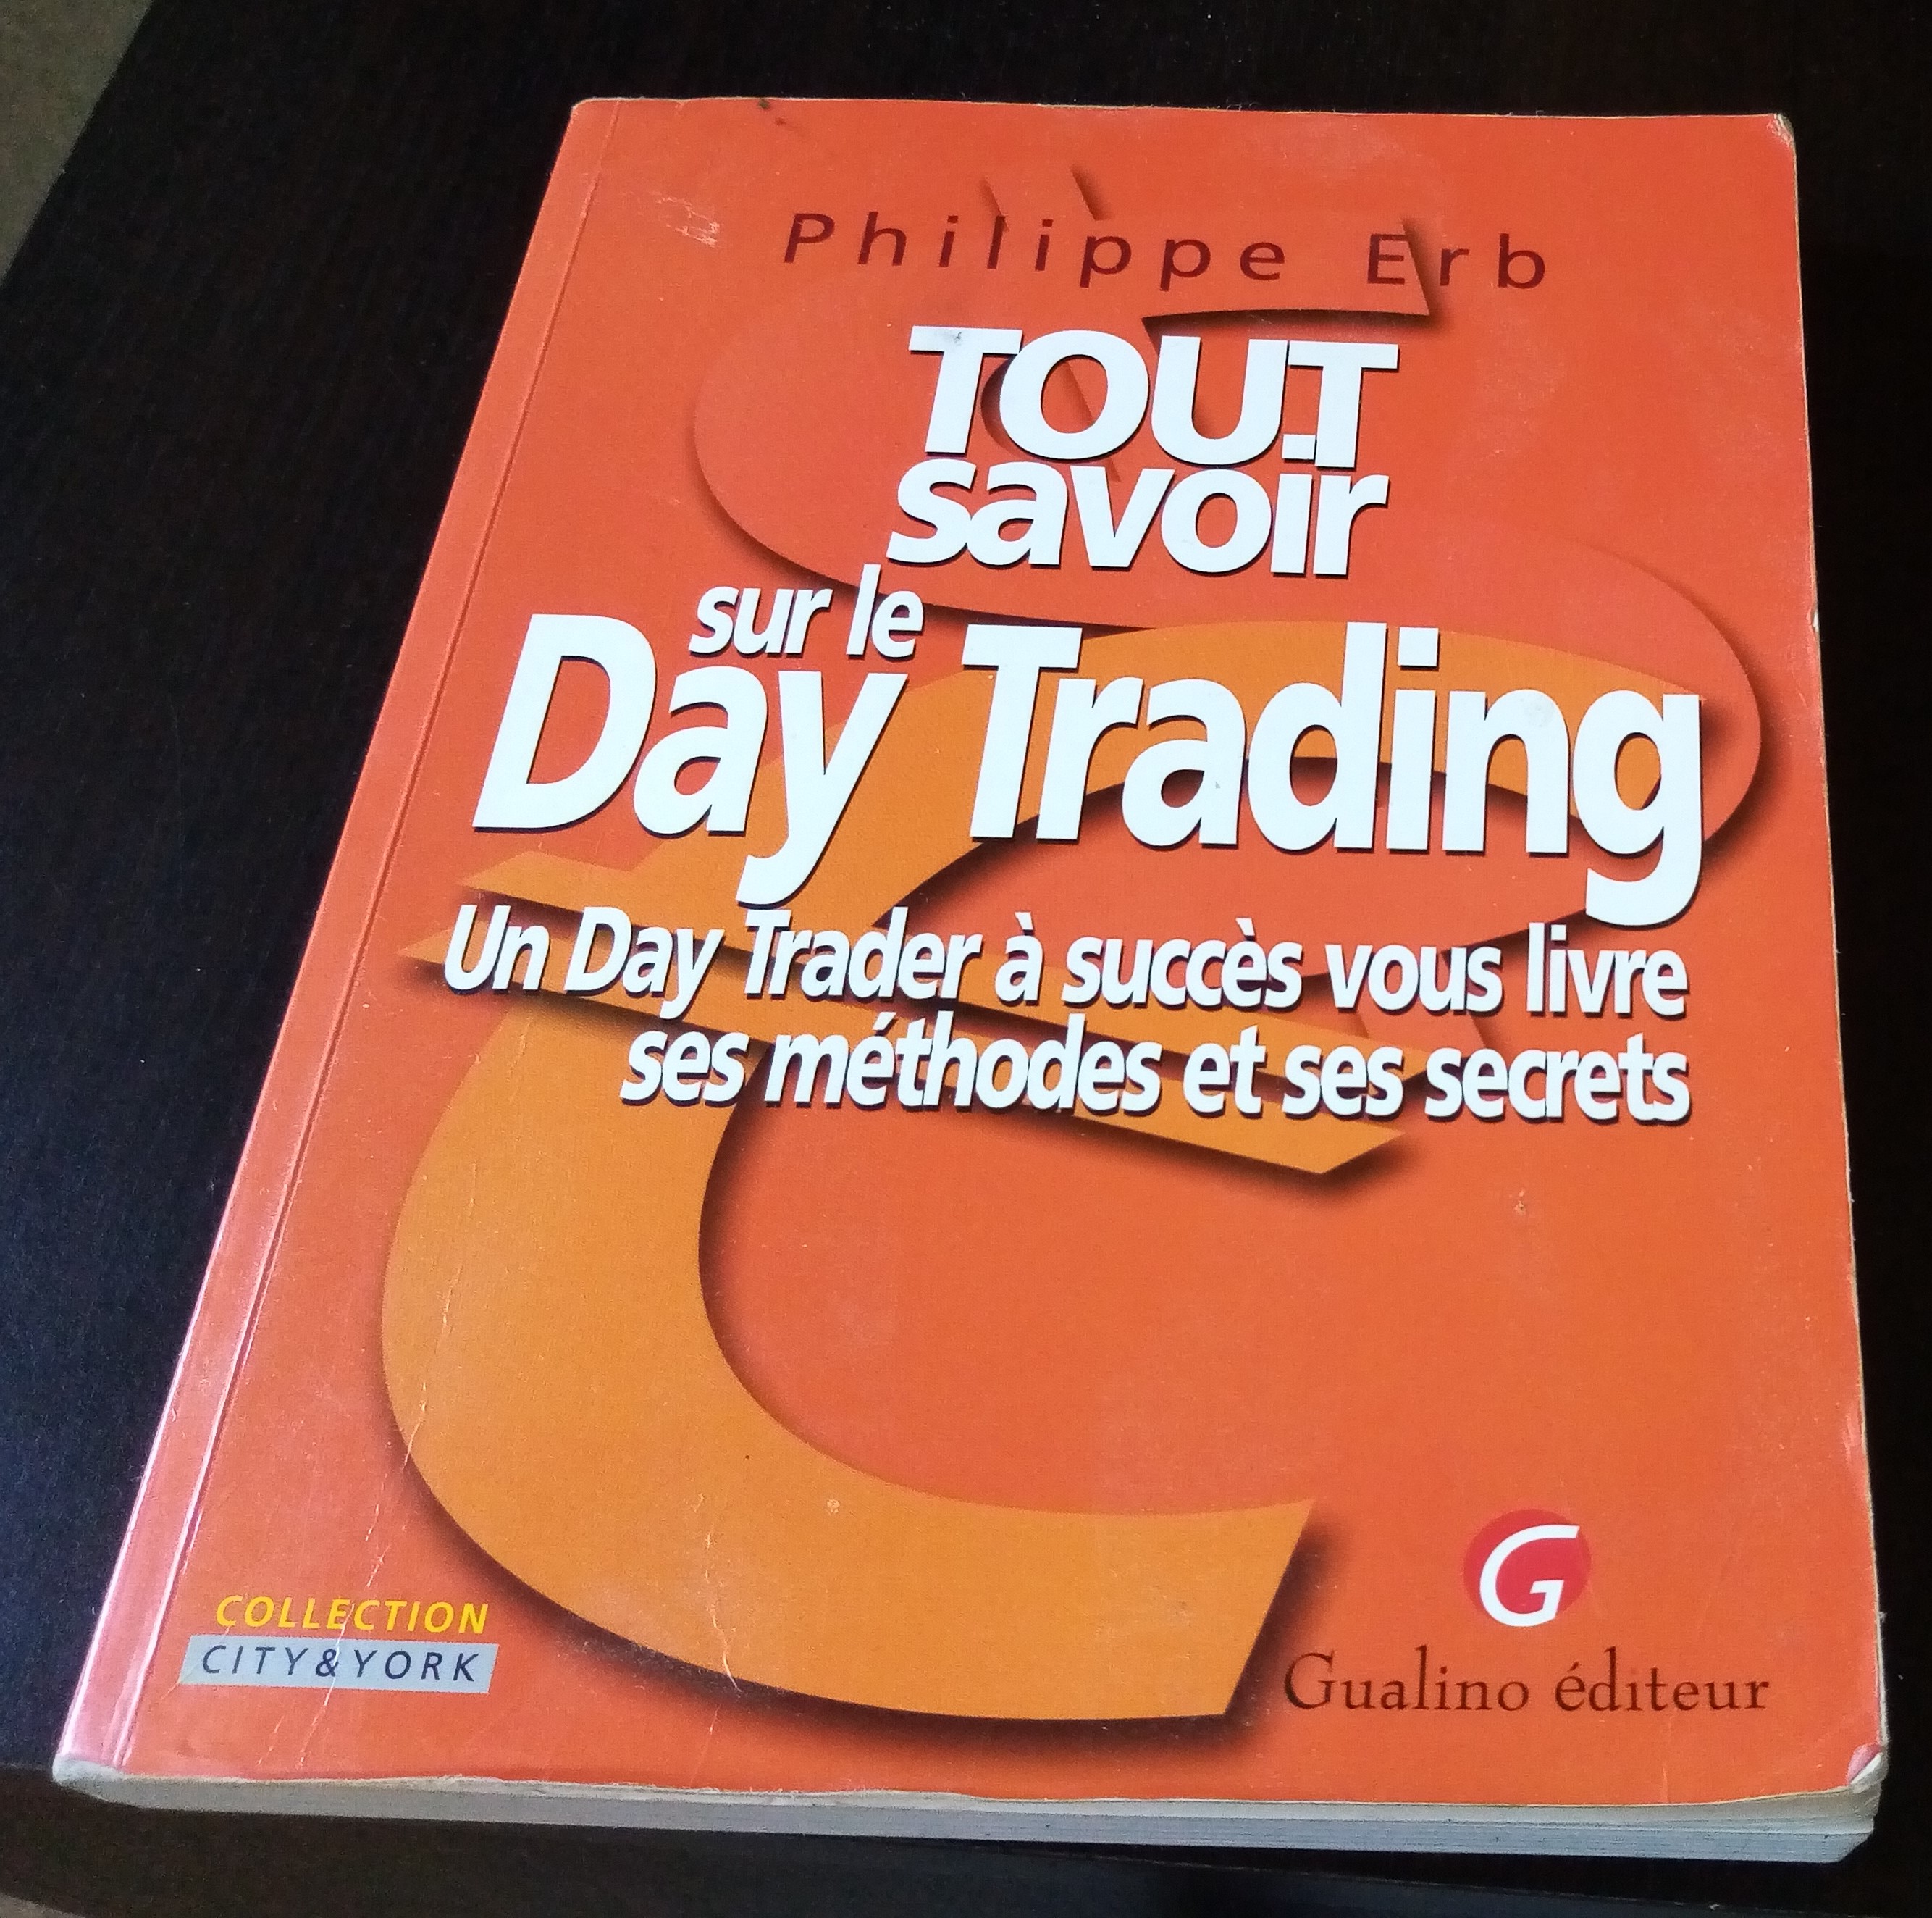 Philippe Erb
TOUT
savoir
sur le
Day Trading
Un Day Trader à succès vous livre
ses méthodes et ses secrets
G
COLLECTION
CITY&YORK
Gualino éditeur